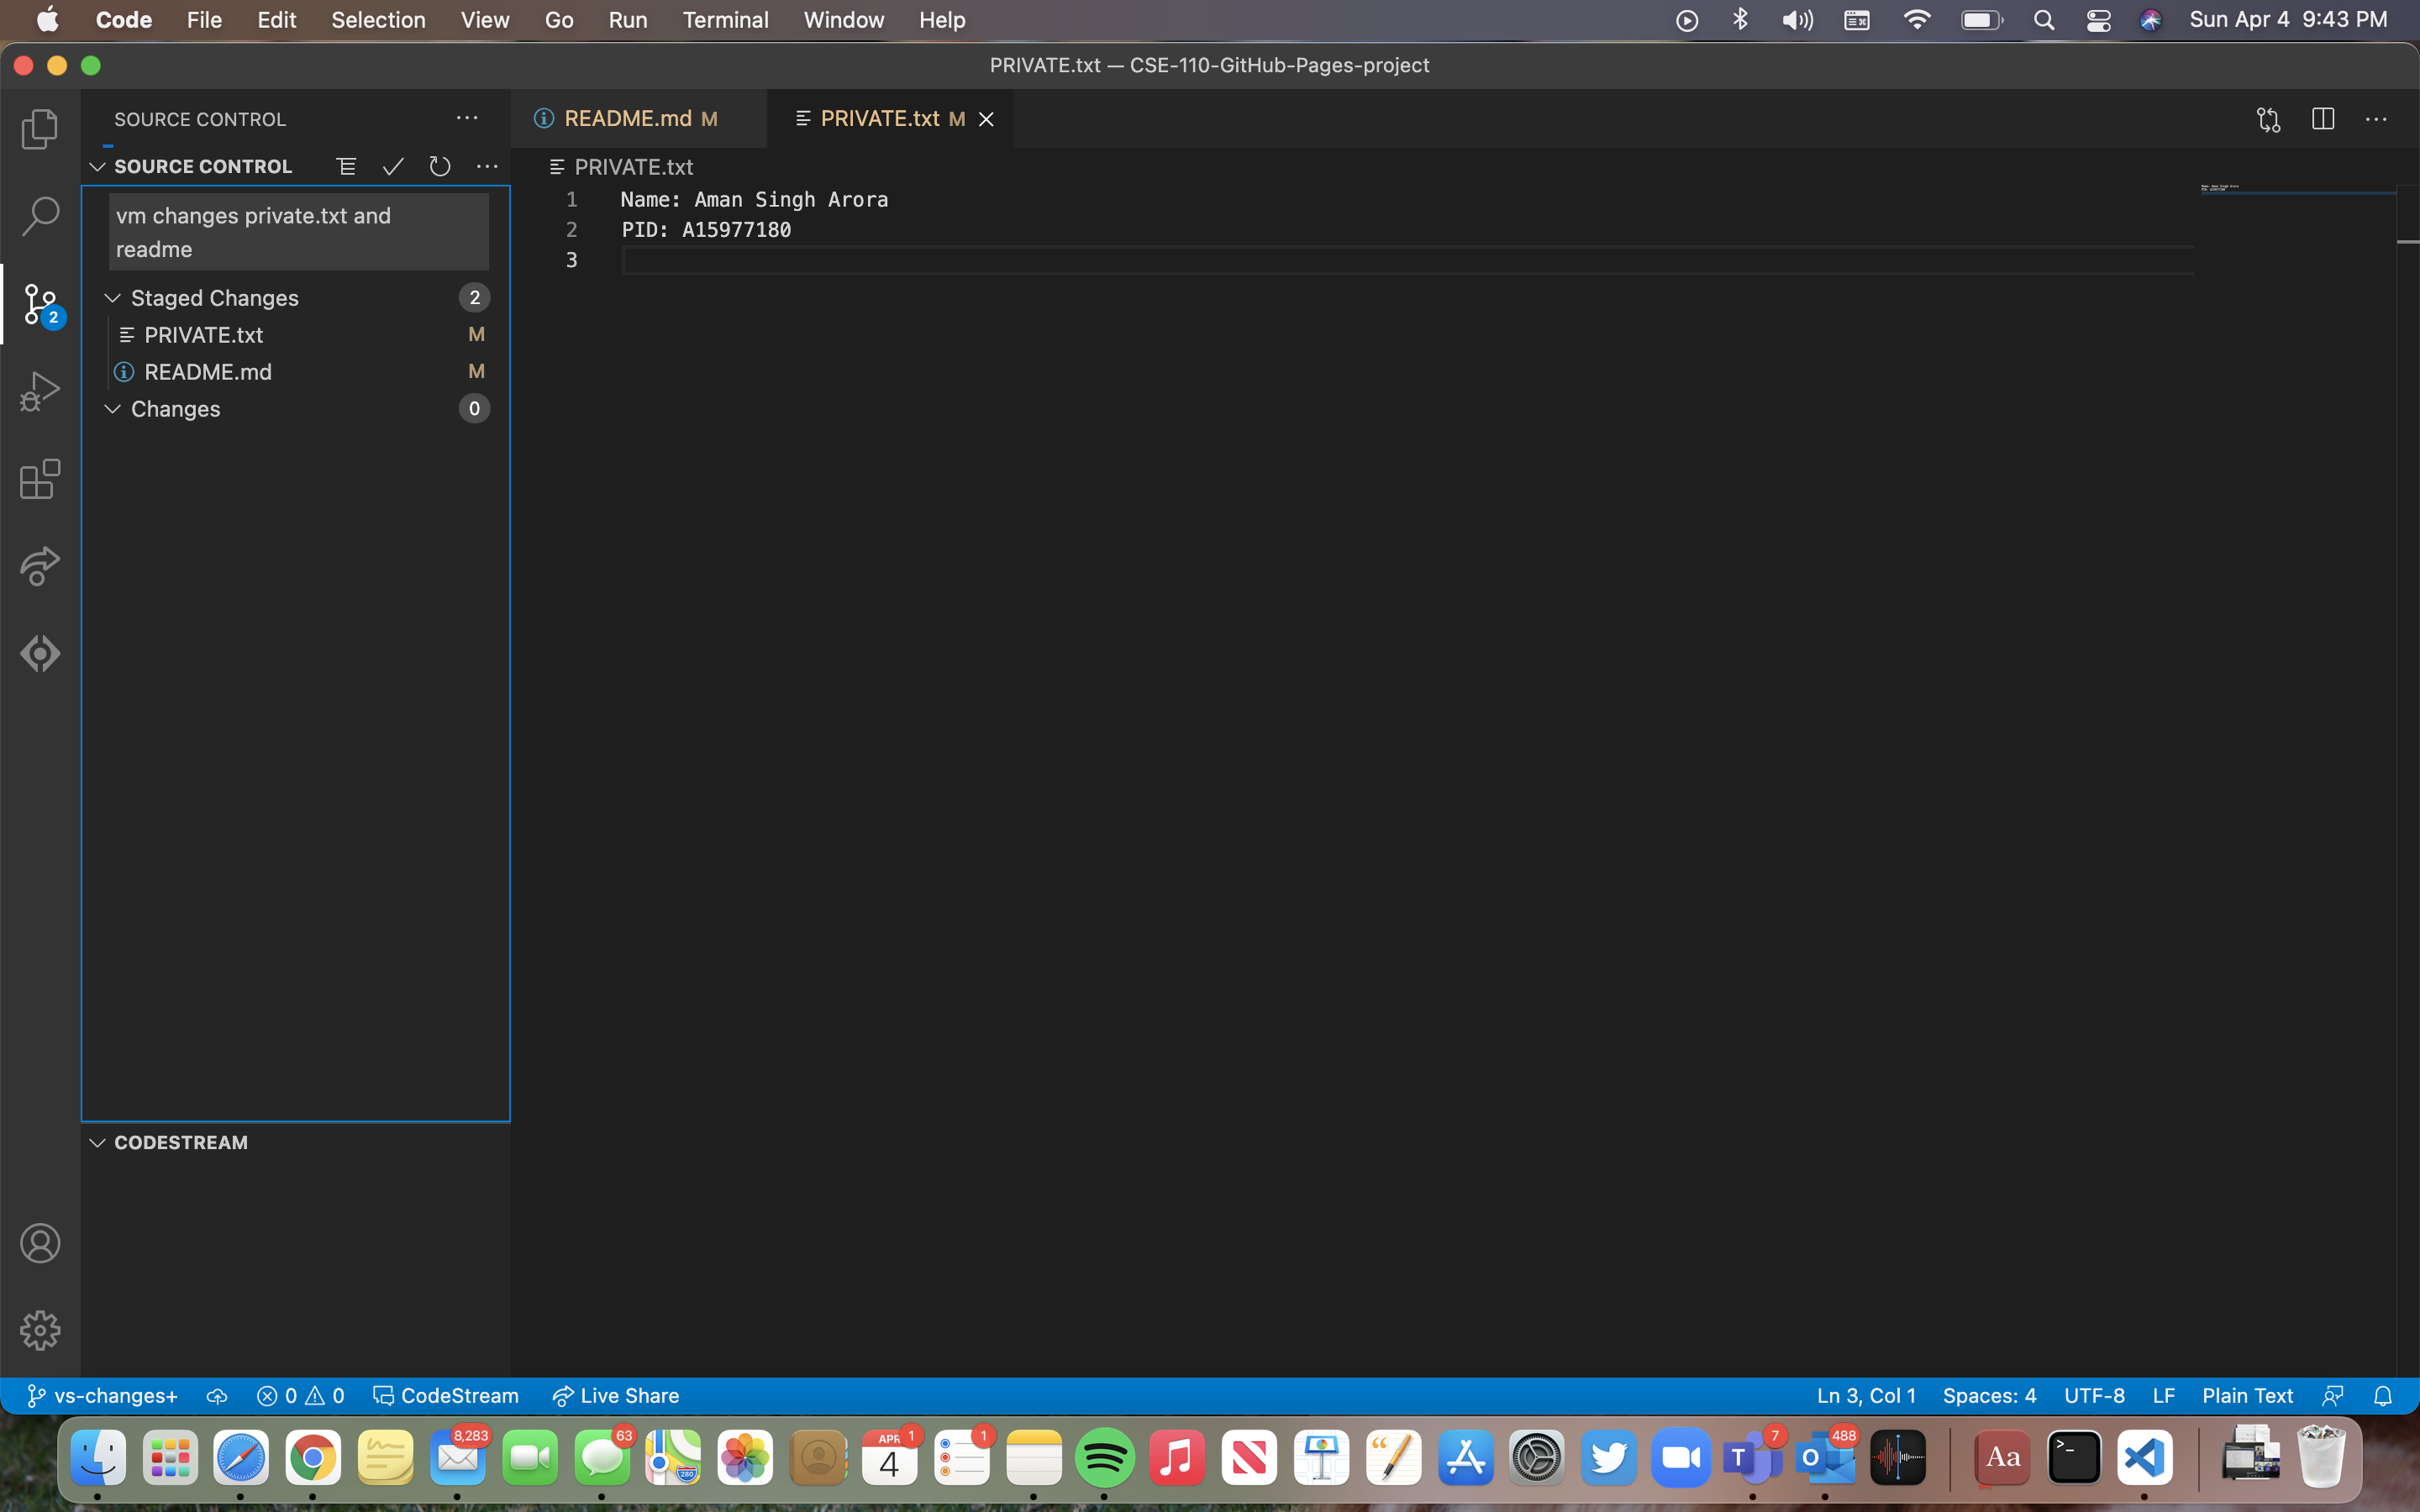 Code File Edit Selection View Go Run Terminal Window Help Sun Apr 4 9:43 PM
PRIVATE.txt — CSE-110-GitHub-Pages-project
SOURCE CONTROL
README.md M
PRIVATE.txt M
SOURCE CONTROL
PRIVATE.txt
vm changes private.txt and
readme
1 Name: Aman Singh Arora
2 PID: A15977180
3
Staged Changes 2
2
PRIVATE.txt M
README.md M
Changes 0
CODESTREAM
vs-changes+ 0 0 CodeStream Live Share Ln 3, Col 1 Spaces: 4 UTF-8 LF Plain Text
8,283
63
APR
4
1
1
280
T
7
O
488
Aa
>_